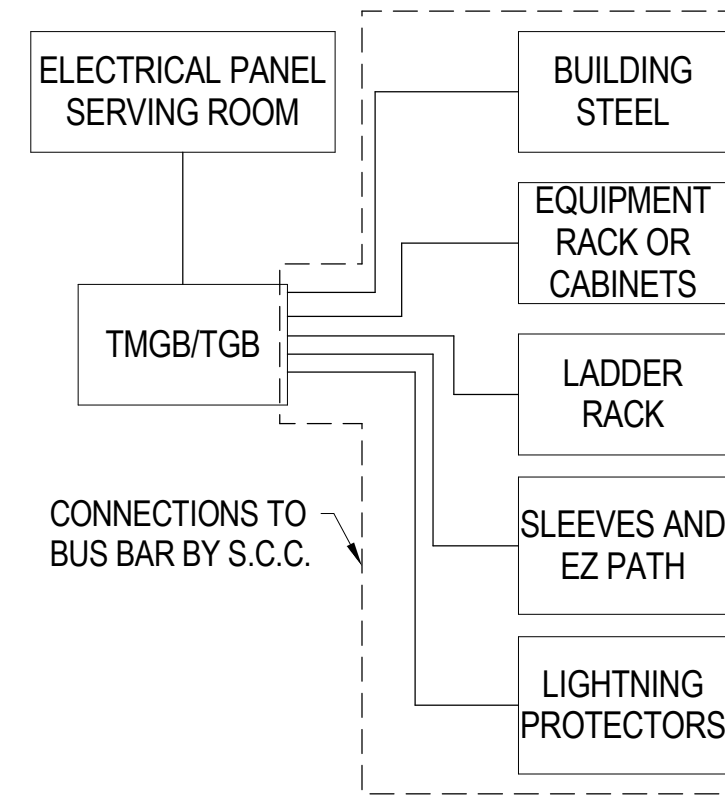 ELECTRICAL PANEL
SERVING ROOM
BUILDING
STEEL
EQUIPMENT
RACK OR
CABINETS
TMGB/TGB
LADDER
RACK
CONNECTIONS TO
BUS BAR BY S.C.C.
SLEEVES AND
EZ PATH
LIGHTNING
PROTECTORS